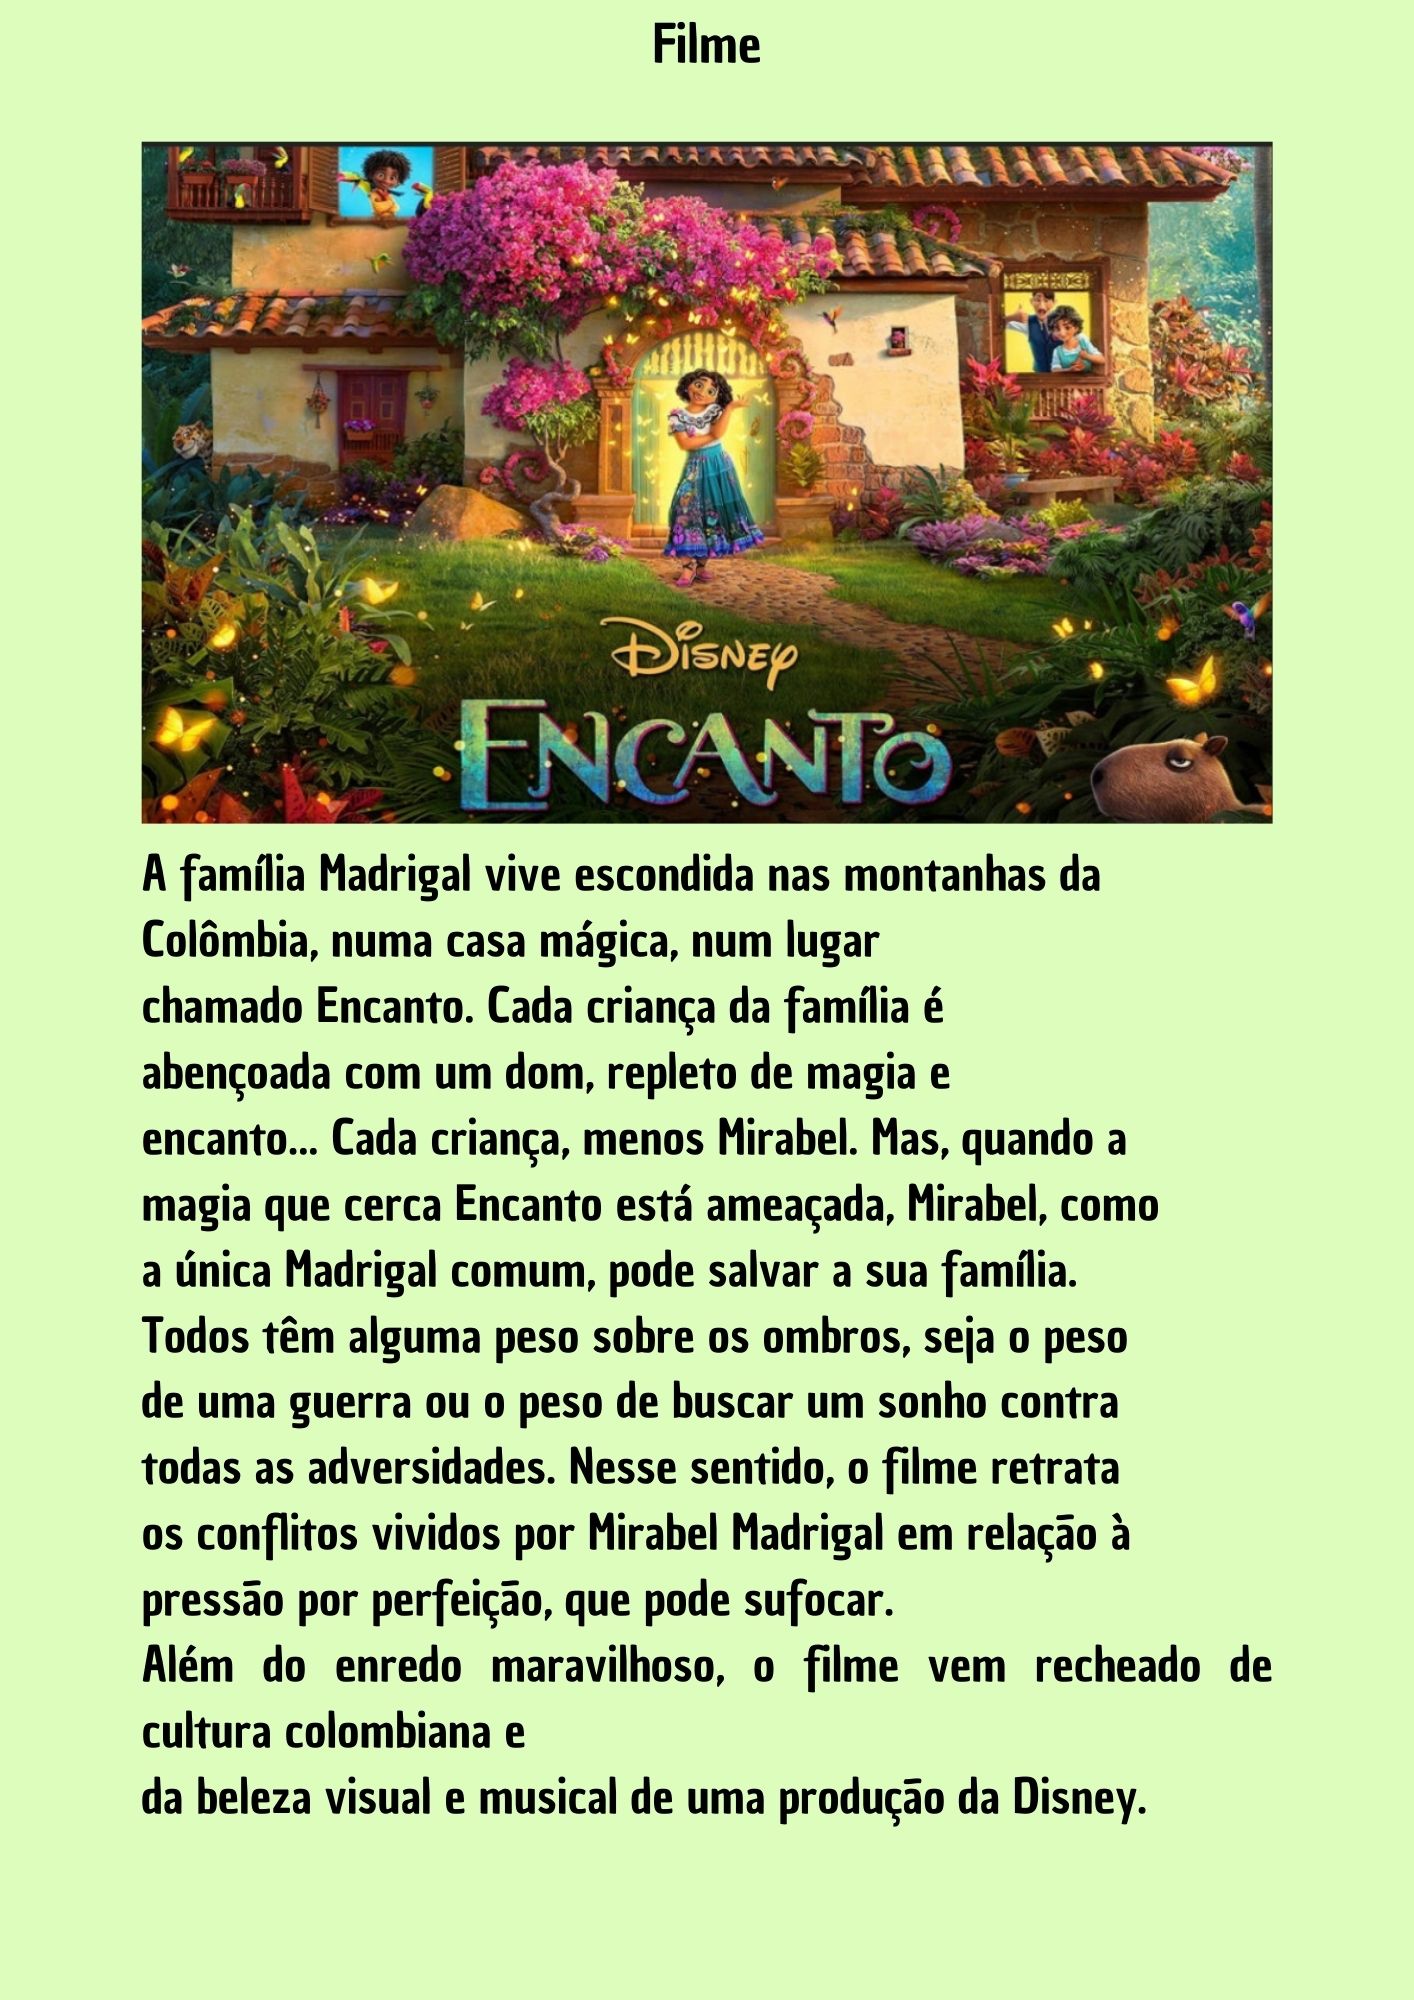 Filme
Disney
ENCANTO
A família Madrigal vive escondida nas montanhas da
Colômbia, numa casa mágica, num lugar
chamado Encanto. Cada criança da família é
abençoada com um dom, repleto de magia e
encanto... Cada criança, menos Mirabel. Mas, quando a
magia que cerca Encanto está ameaçada, Mirabel, como
a única Madrigal comum, pode salvar a sua família.
Todos têm alguma peso sobre os ombros, seja o peso
de uma guerra ou o peso de buscar um sonho contra
todas as adversidades. Nesse sentido, o filme retrata
os conflitos vividos por Mirabel Madrigal em relação à
pressão por perfeição, que pode sufocar.
Além do enredo maravilhoso, o filme vem recheado de
cultura colombiana e
da beleza visual e musical de uma produção da Disney.